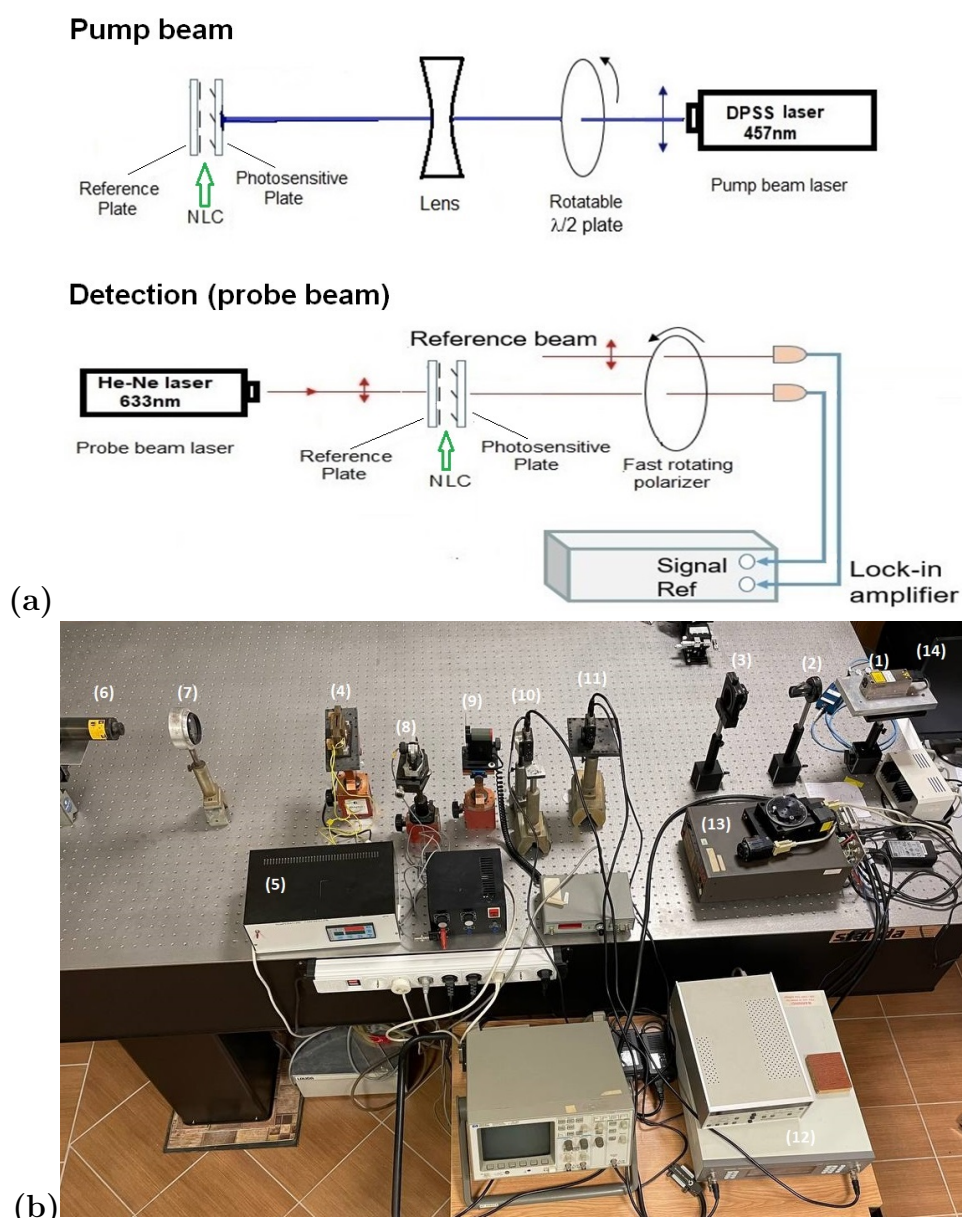 Pump beam
DPSS laser
457nm
Reference
Plate
Photosensitive
Plate
NLC
Lens
Rotatable
λ/2 plate
Pump beam laser
Detection (probe beam)
Reference beam
He-Ne laser
633nm
Probe beam laser
Reference
Plate
NLC
Photosensitive
Plate
Fast rotating
polarizer
Signal
Ref
Lock-in
amplifier
(a)
(1)
(2)
(3)
(4)
(5)
(6)
(7)
(8)
(9)
(10)
(11)
(12)
(13)
(14)
standa
(b)